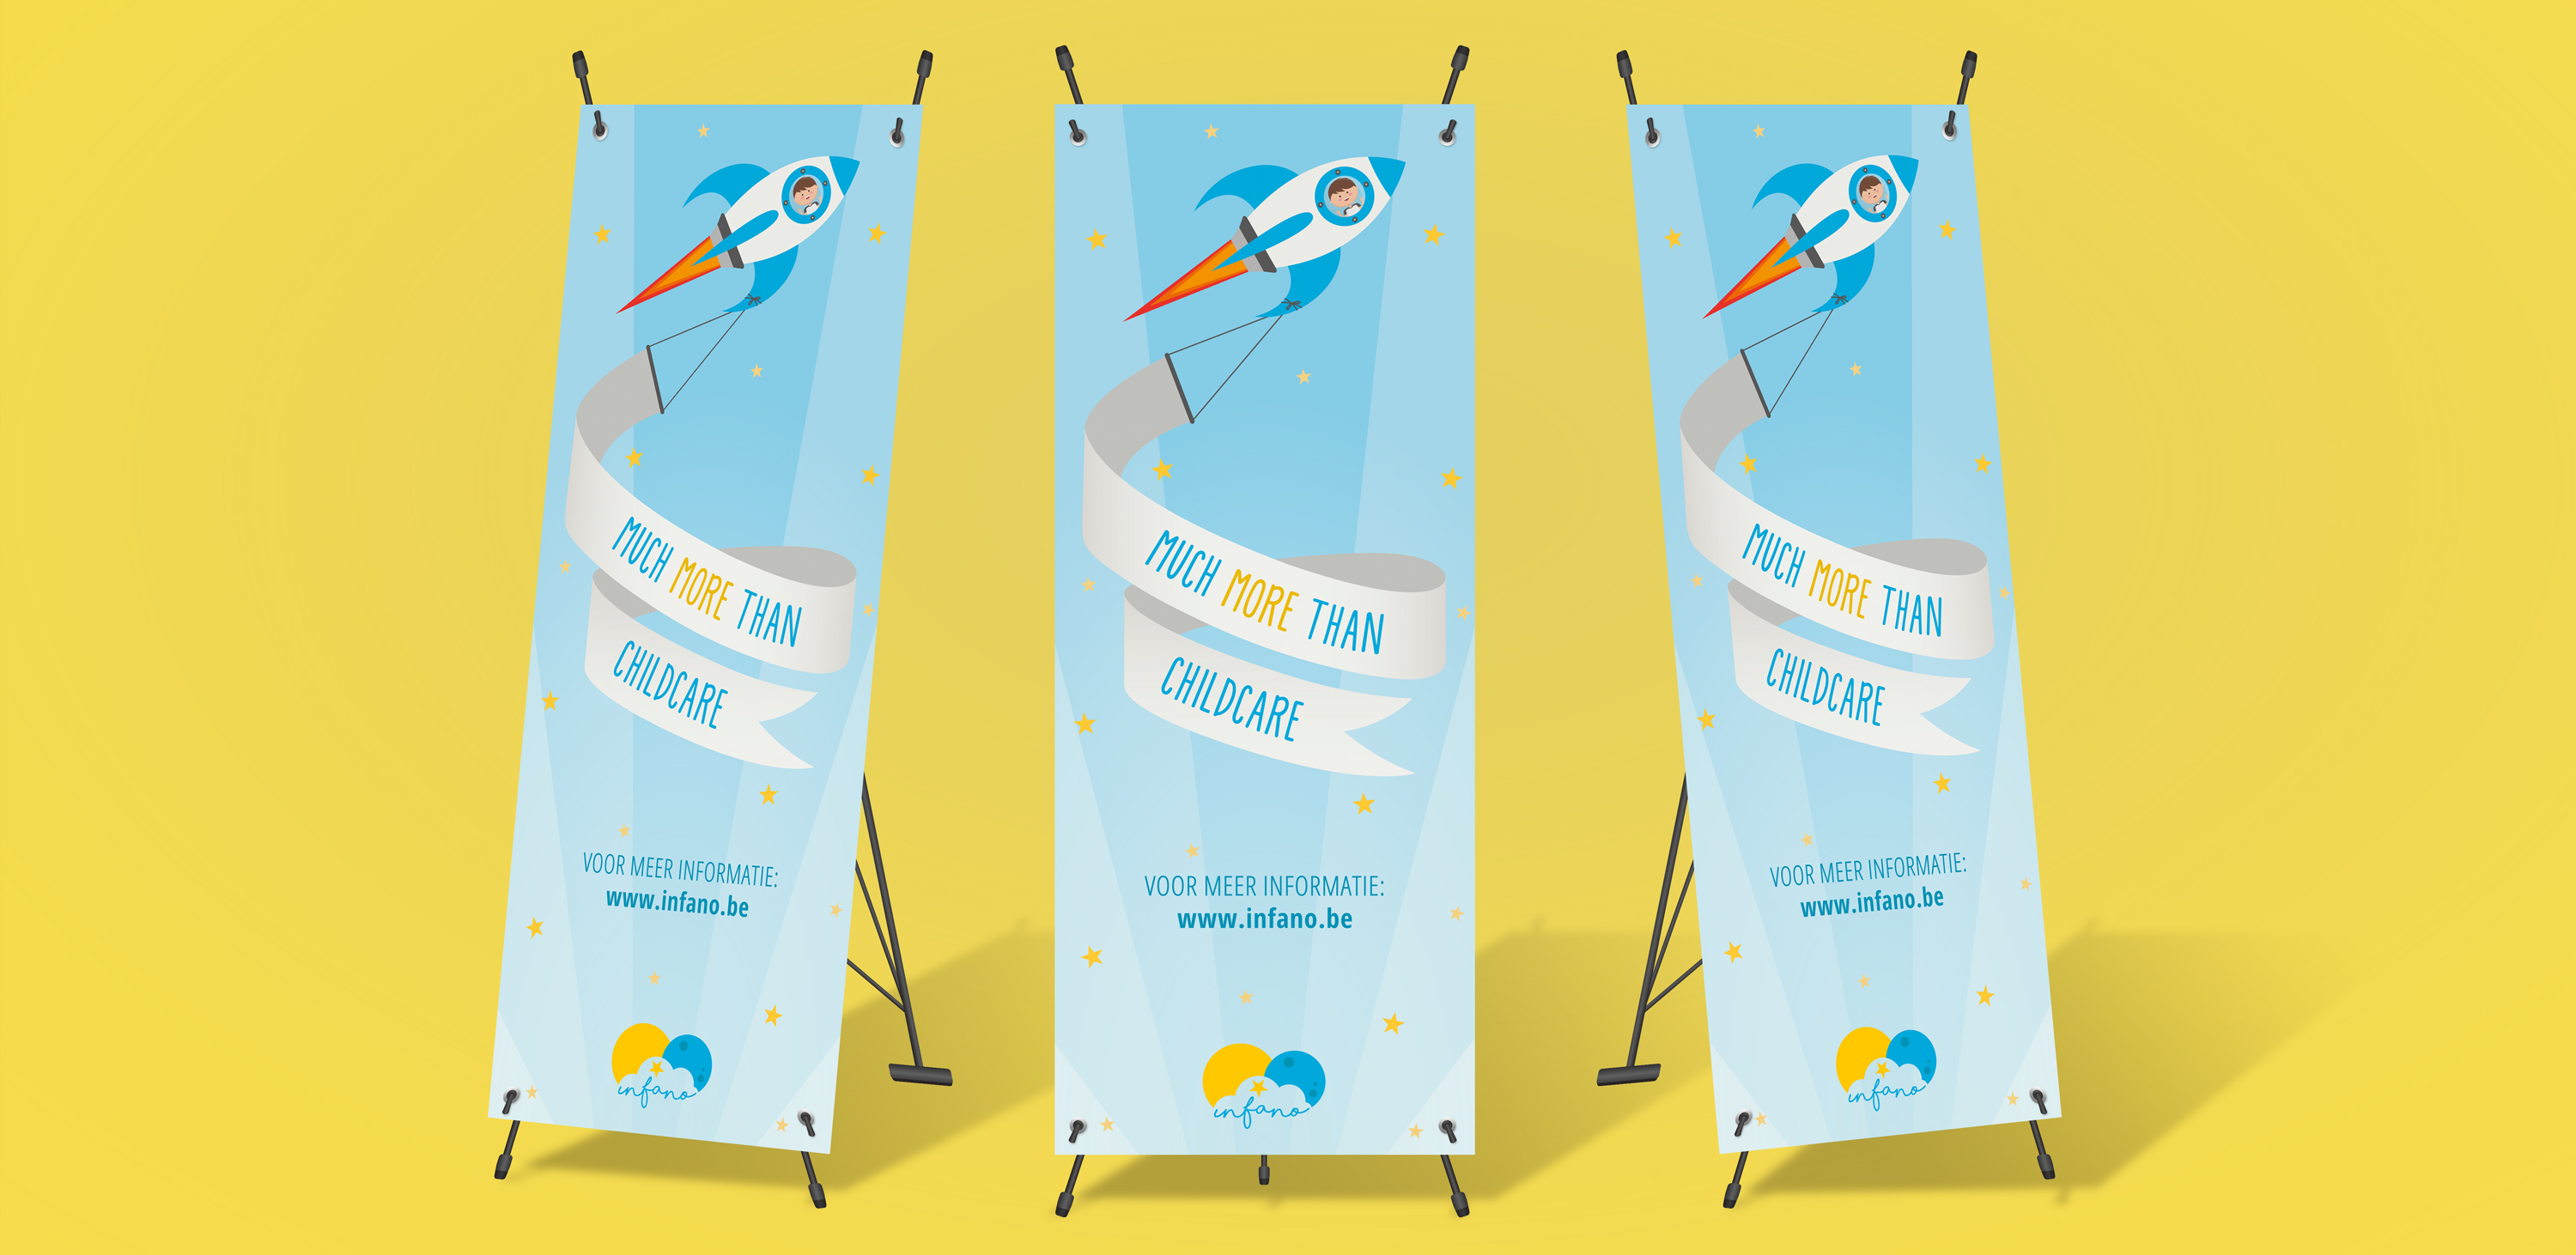 MUCH MORE THAN
CHILDCARE
VOOR MEER INFORMATIE:
www.infano.be
infano
MUCH MORE THAN
CHILDCARE
VOOR MEER INFORMATIE:
www.infano.be
infano
MUCH MORE THAN
CHILDCARE
VOOR MEER INFORMATIE:
www.infano.be
infano